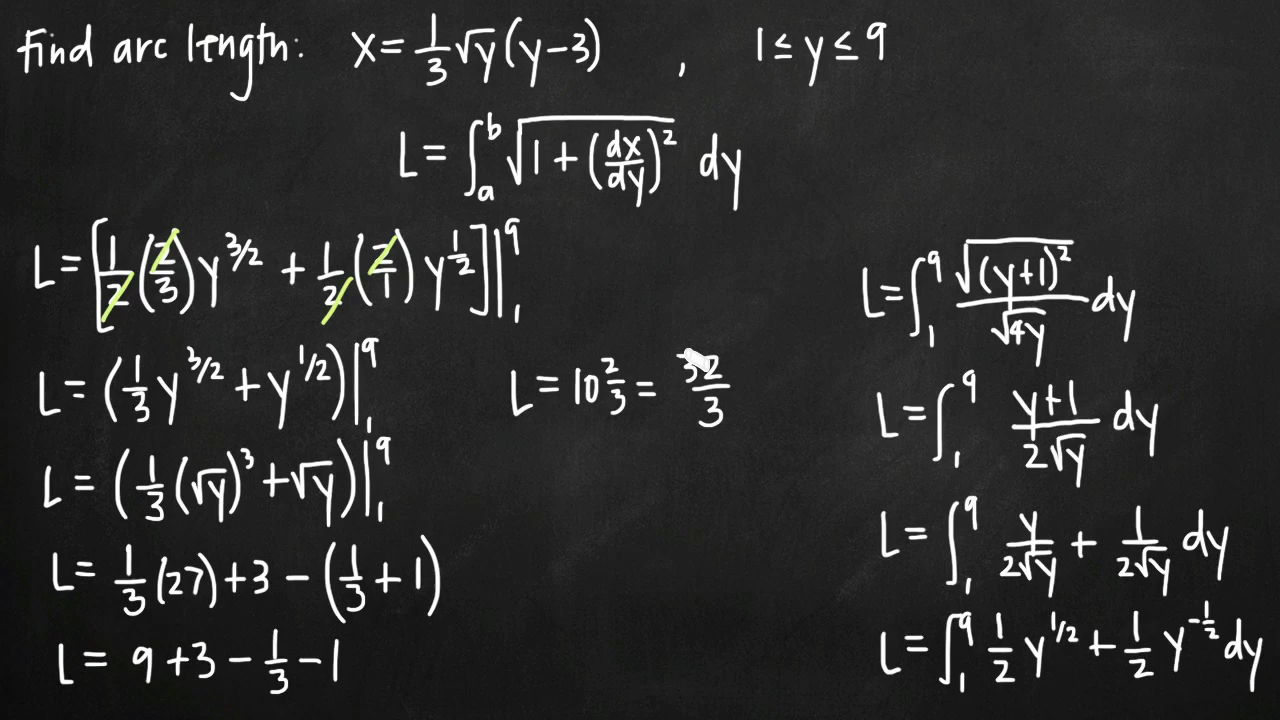 Find arc length: x = 1/3 √y (y − 3) , 1 ≤ y ≤ 9
L = ∫_a^b √(1 + (dx/dy)²) dy
L = [1/2 (2/3) y^(3/2) + 1/2 (2/1) y^(1/2)] |_1^9
L = (1/3 y^(3/2) + y^(1/2)) |_1^9
L = (1/3 (√y)³ + √y) |_1^9
L = 1/3 (27) + 3 − (1/3 + 1)
L = 9 + 3 − 1/3 − 1
L = 10 2/3 = 32/3
L = ∫_1^9 √((y+1)²) / √(4y) dy
L = ∫_1^9 (y+1) / (2√y) dy
L = ∫_1^9 y/(2√y) + 1/(2√y) dy
L = ∫_1^9 1/2 y^(1/2) + 1/2 y^(−1/2) dy